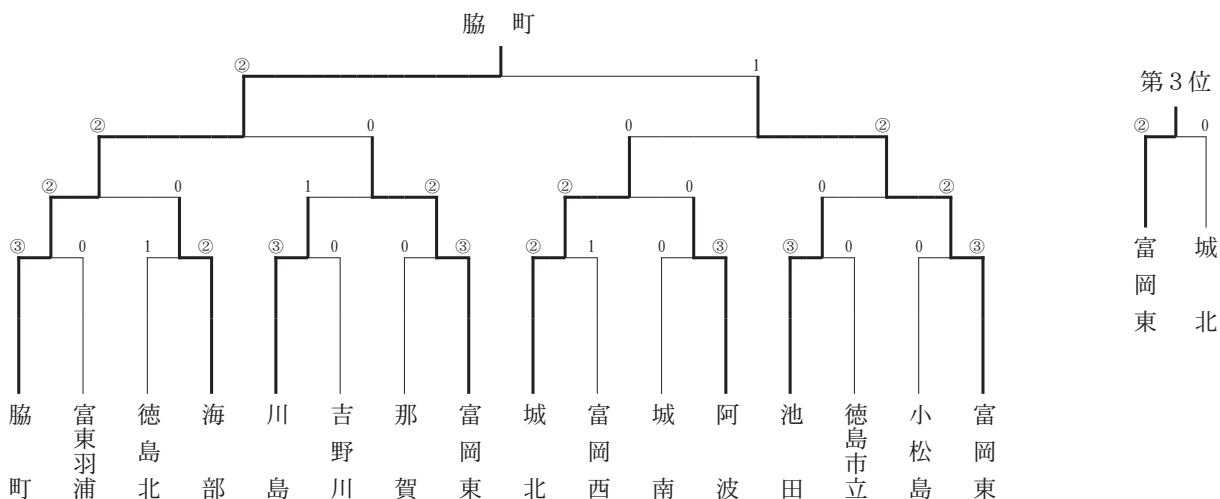 脇 町
② 1
第3位
② 0 0 ②
② 0
② 0 1 ② ② 0 0 ②
③ 0 1 ② ③ 0 0 ③ ② 1 0 ③ ③ 0 0 ③
富岡東
城北
脇町
富東羽浦
徳島北
海部
川島
吉野川
那賀
富岡東
城北
富岡西
城南
阿波
池田
徳島市立
小松島
富岡東